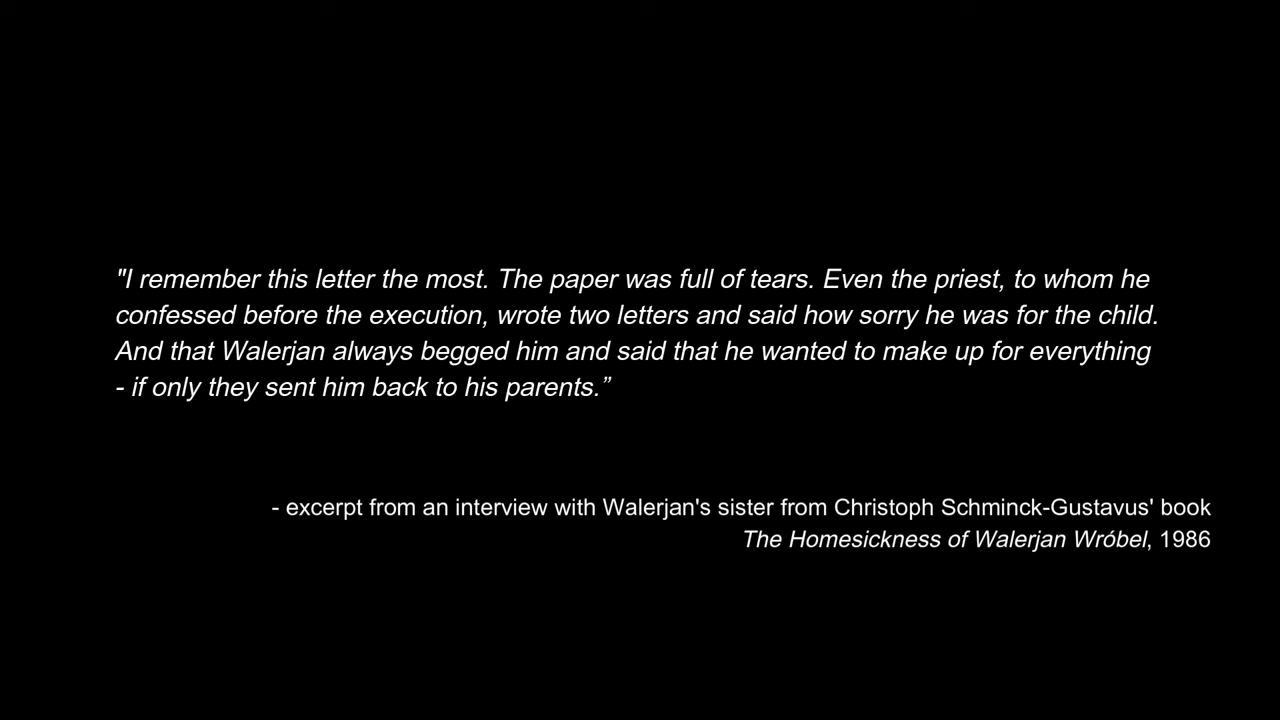 "I remember this letter the most. The paper was full of tears. Even the priest, to whom he
confessed before the execution, wrote two letters and said how sorry he was for the child.
And that Walerjan always begged him and said that he wanted to make up for everything
- if only they sent him back to his parents.”
- excerpt from an interview with Walerjan's sister from Christoph Schminck-Gustavus' book
The Homesickness of Walerjan Wróbel, 1986